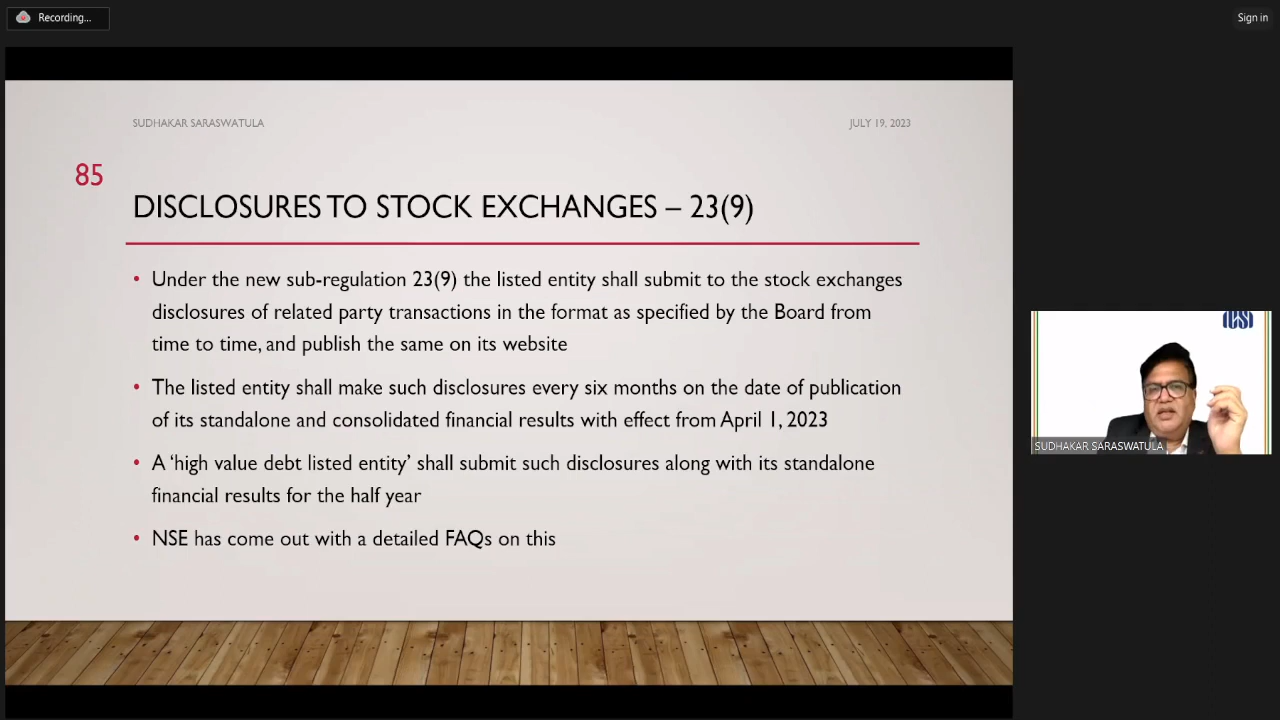 Recording...
Sign in
SUDHAKAR SARASWATULA
JULY 19, 2023
85
DISCLOSURES TO STOCK EXCHANGES – 23(9)
• Under the new sub-regulation 23(9) the listed entity shall submit to the stock exchanges
disclosures of related party transactions in the format as specified by the Board from
time to time, and publish the same on its website
• The listed entity shall make such disclosures every six months on the date of publication
of its standalone and consolidated financial results with effect from April 1, 2023
• A ‘high value debt listed entity’ shall submit such disclosures along with its standalone
financial results for the half year
• NSE has come out with a detailed FAQs on this
ICSI
SUDHAKAR SARASWATULA